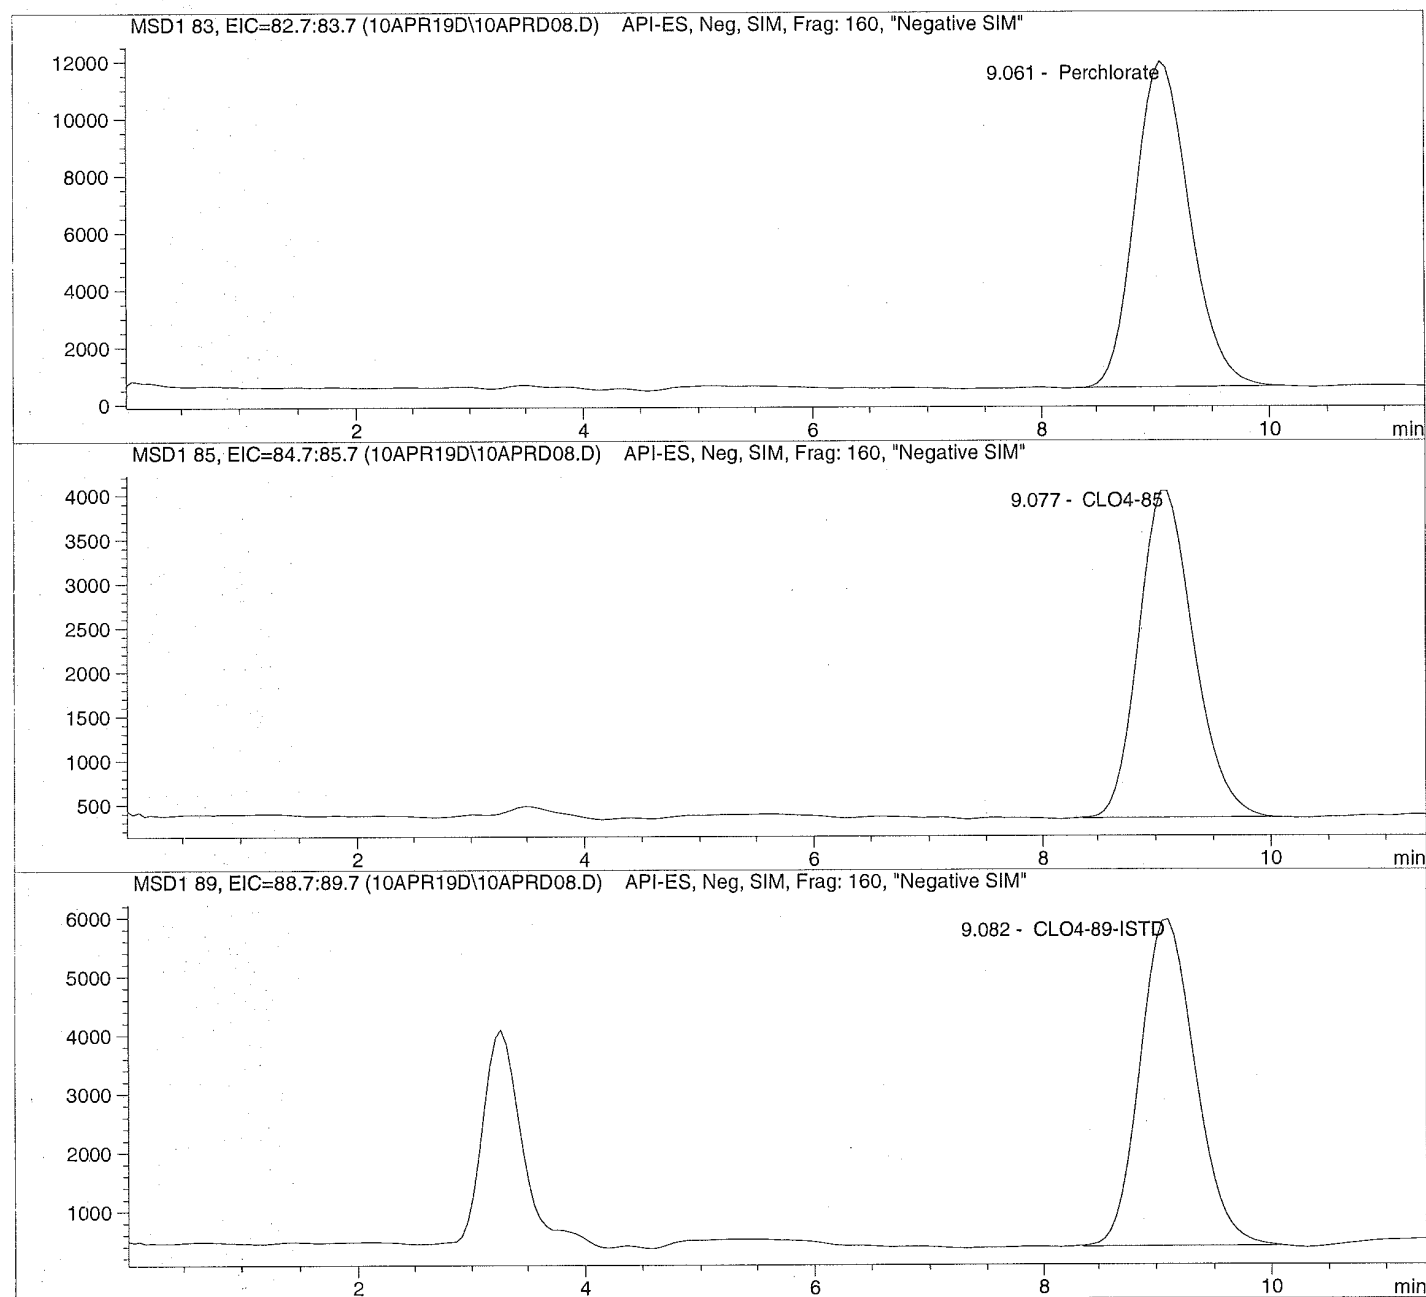 MSD1 83, EIC=82.7:83.7 (10APR19D\10APRD08.D) API-ES, Neg, SIM, Frag: 160, "Negative SIM"
12000
9.061 - Perchlorate
10000
8000
6000
4000
2000
0
2 4 6 8 10 min
MSD1 85, EIC=84.7:85.7 (10APR19D\10APRD08.D) API-ES, Neg, SIM, Frag: 160, "Negative SIM"
4000
9.077 - CLO4-85
3500
3000
2500
2000
1500
1000
500
2 4 6 8 10 min
MSD1 89, EIC=88.7:89.7 (10APR19D\10APRD08.D) API-ES, Neg, SIM, Frag: 160, "Negative SIM"
6000
9.082 - CLO4-89-ISTD
5000
4000
3000
2000
1000
2 4 6 8 10 min